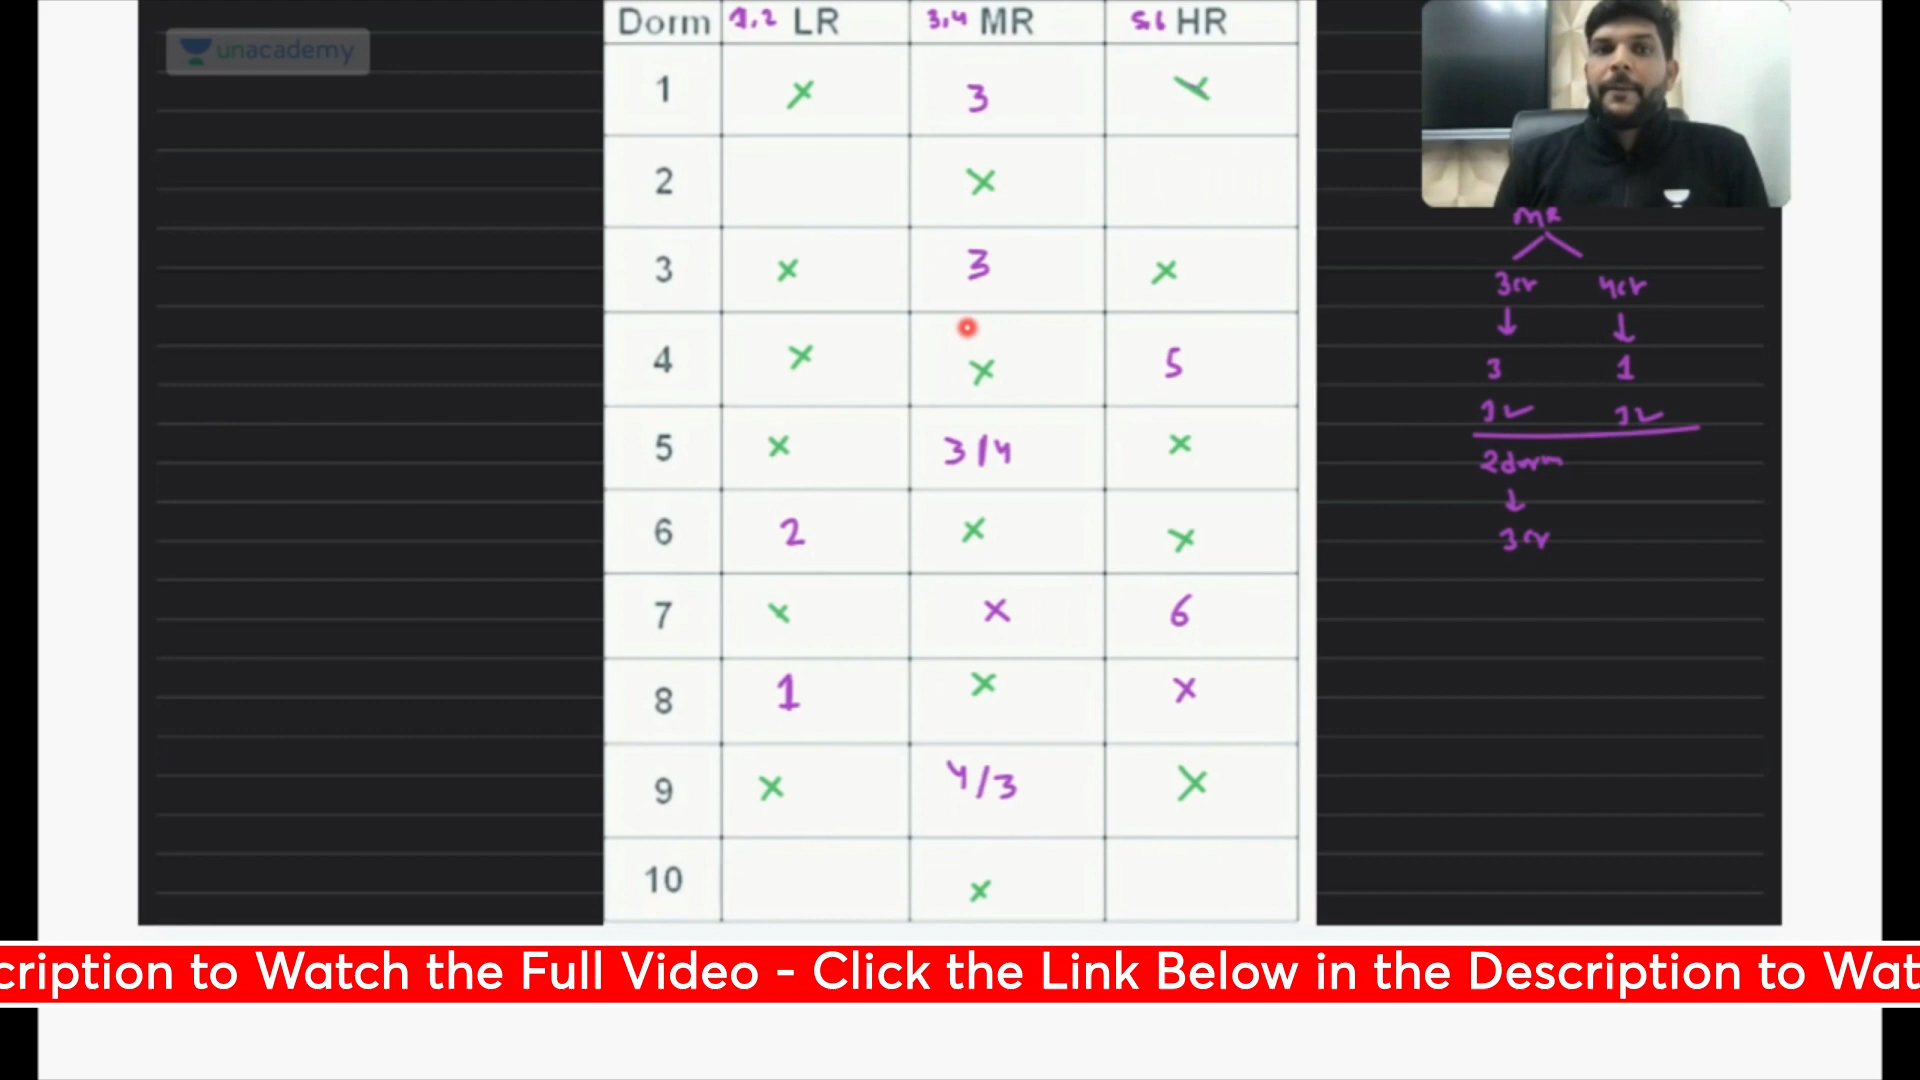 unacademy
Dorm 1,2 LR 3,4 MR 5,6 HR
1 × 3 ×
2 ×
3 × 3 ×
4 × × 5
5 × 3/4 ×
6 2 × ×
7 × × 6
8 1 × ×
9 × 4/3 ×
10 ×
MR
3cr 4cr
↓ ↓
3 1
1✓ 1✓
2dorm
↓
3cr
cription to Watch the Full Video - Click the Link Below in the Description to Wat